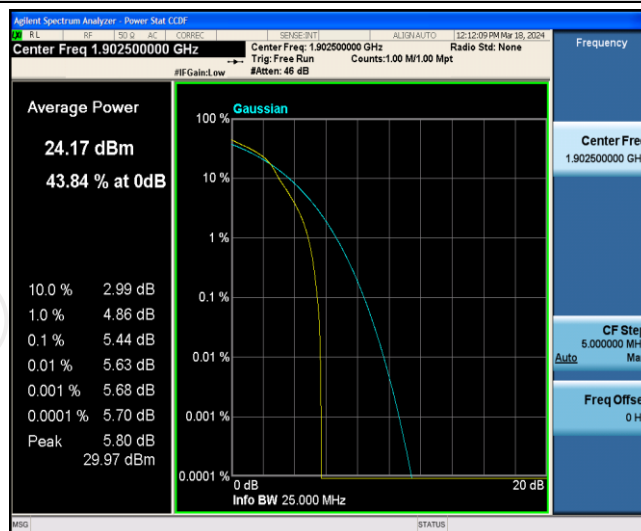 Agilent Spectrum Analyzer - Power Stat CCDF
RL RF 50 Ω AC CORREC SENSE:INT ALIGNAUTO 12:12:09 PM Mar 18, 2024
Center Freq 1.902500000 GHz
Center Freq: 1.902500000 GHz Radio Std: None
Trig: Free Run Counts:1.00 M/1.00 Mpt
#IFGain:Low #Atten: 46 dB
Frequency
Average Power
24.17 dBm
43.84 % at 0dB
10.0 % 2.99 dB
1.0 % 4.86 dB
0.1 % 5.44 dB
0.01 % 5.63 dB
0.001 % 5.68 dB
0.0001 % 5.70 dB
Peak 5.80 dB
29.97 dBm
Gaussian
100 %
10 %
1 %
0.1 %
0.01 %
0.001 %
0.0001 %
0 dB 20 dB
Info BW 25.000 MHz
Center Fre
1.902500000 GH
CF Step
5.000000 MH
Auto Ma
Freq Offse
0 H
MSG STATUS